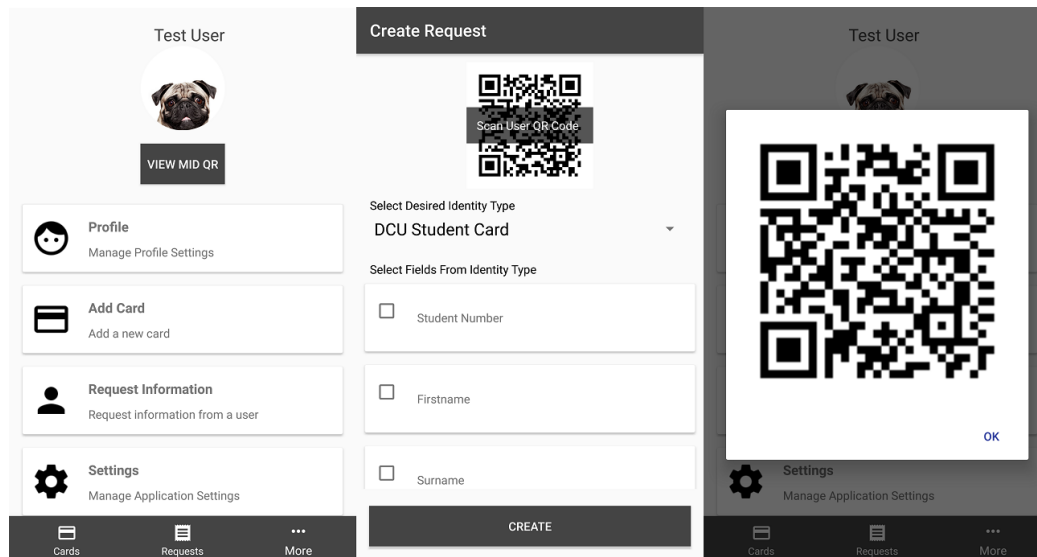 Test User
VIEW MID QR
Profile
Manage Profile Settings
Add Card
Add a new card
Request Information
Request information from a user
Settings
Manage Application Settings
Cards
Requests
More
Create Request
Scan User QR Code
Select Desired Identity Type
DCU Student Card
Select Fields From Identity Type
Student Number
Firstname
Surname
CREATE
Test User
OK
Settings
Manage Application Settings
Cards
Requests
More